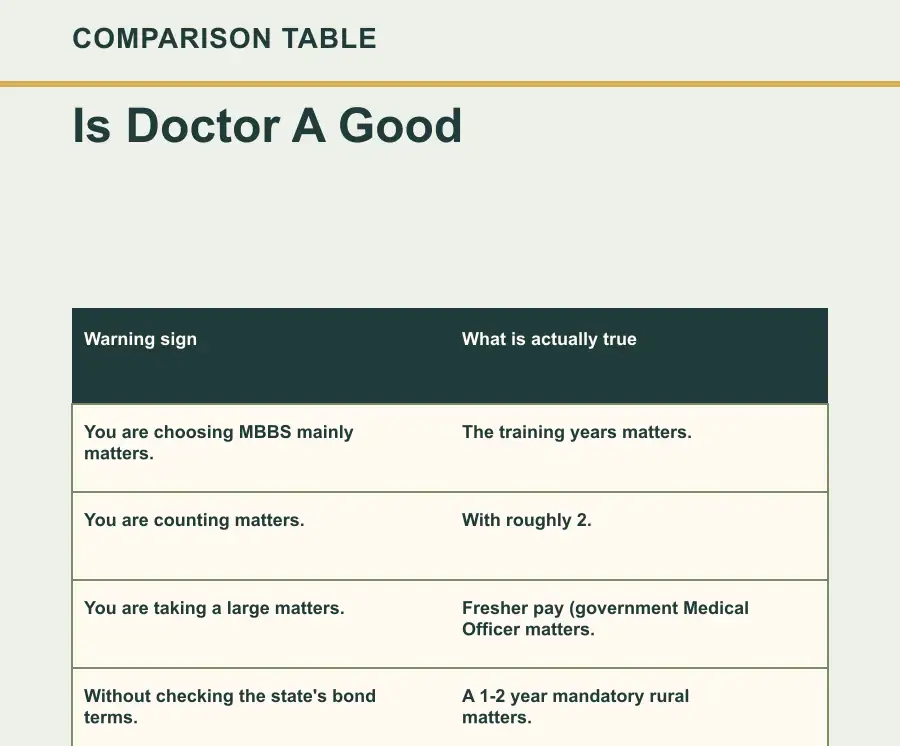 COMPARISON TABLE
Is Doctor A Good
Warning sign
What is actually true
You are choosing MBBS mainly
matters.
The training years matters.
You are counting matters.
With roughly 2.
You are taking a large matters.
Fresher pay (government Medical
Officer matters.
Without checking the state's bond
terms.
A 1-2 year mandatory rural
matters.